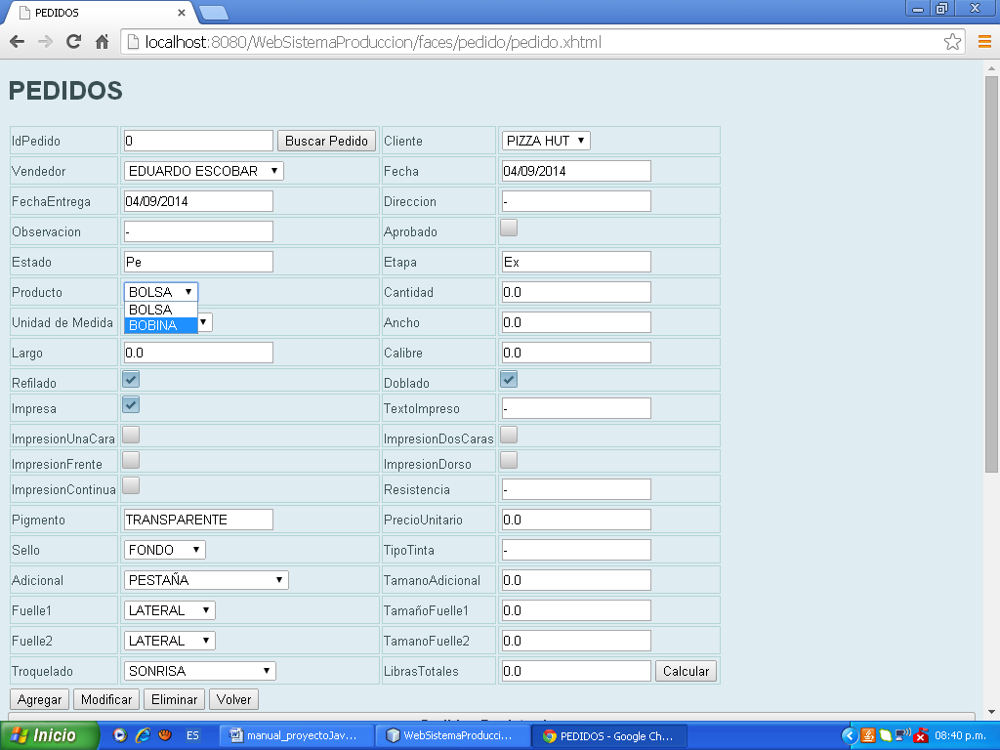 PEDIDOS
localhost:8080/WebSistemaProduccion/faces/pedido/pedido.xhtml
PEDIDOS
IdPedido 0 Buscar Pedido Cliente PIZZA HUT
Vendedor EDUARDO ESCOBAR Fecha 04/09/2014
FechaEntrega 04/09/2014 Direccion -
Observacion - Aprobado
Estado Pe Etapa Ex
Producto BOLSA Cantidad 0.0
BOLSA
Unidad de Medida BOBINA Ancho 0.0
Largo 0.0 Calibre 0.0
Refilado Doblado
Impresa TextoImpreso -
ImpresionUnaCara ImpresionDosCaras
ImpresionFrente ImpresionDorso
ImpresionContinua Resistencia -
Pigmento TRANSPARENTE PrecioUnitario 0.0
Sello FONDO TipoTinta -
Adicional PESTAÑA TamanoAdicional 0.0
Fuelle1 LATERAL TamañoFuelle1 0.0
Fuelle2 LATERAL TamanoFuelle2 0.0
Troquelado SONRISA LibrasTotales 0.0 Calcular
Agregar Modificar Eliminar Volver
Inicio ES manual_proyectoJav... WebSistemaProducci... PEDIDOS - Google Ch... 08:40 p.m.